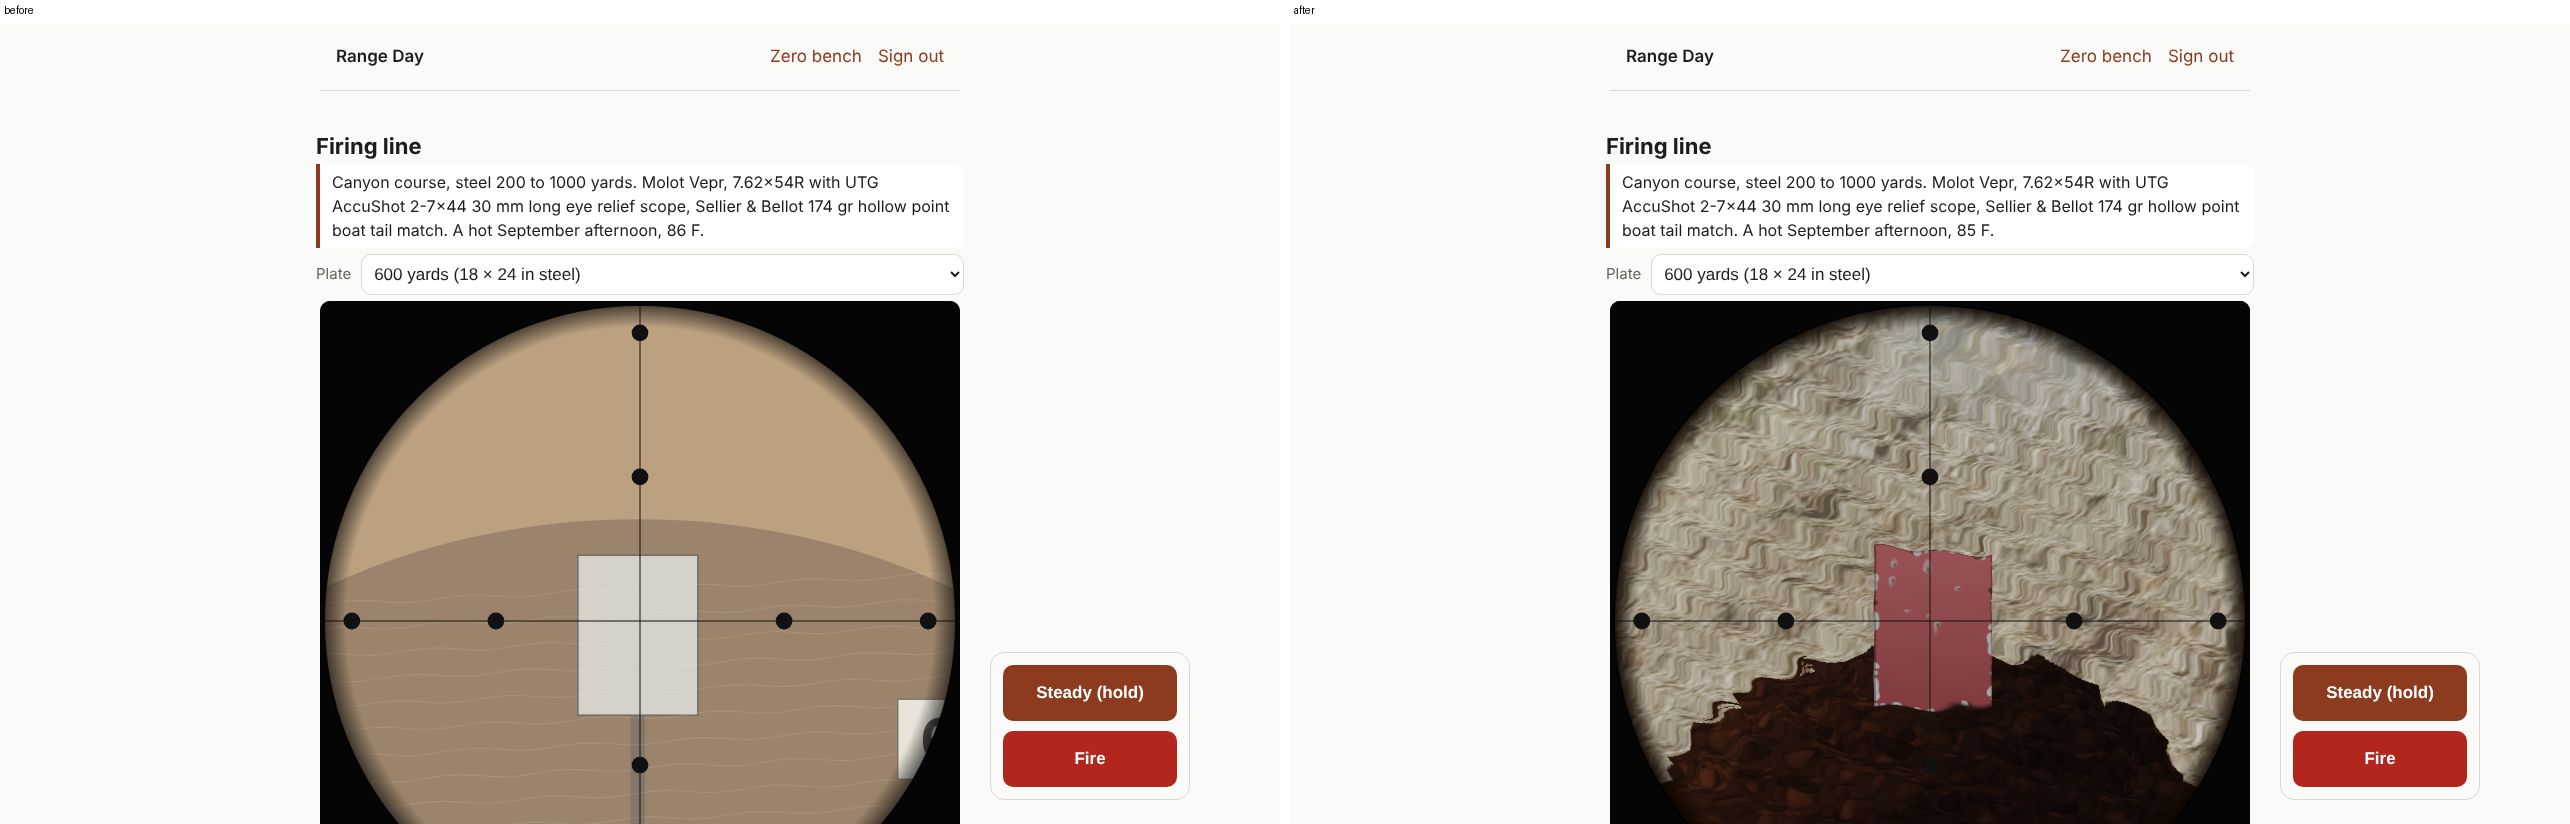 before
Range Day
Zero bench
Sign out
Firing line
Canyon course, steel 200 to 1000 yards. Molot Vepr, 7.62×54R with UTG
AccuShot 2-7×44 30 mm long eye relief scope, Sellier & Bellot 174 gr hollow point
boat tail match. A hot September afternoon, 86 F.
Plate
600 yards (18 × 24 in steel)
Steady (hold)
Fire
after
Range Day
Zero bench
Sign out
Firing line
Canyon course, steel 200 to 1000 yards. Molot Vepr, 7.62×54R with UTG
AccuShot 2-7×44 30 mm long eye relief scope, Sellier & Bellot 174 gr hollow point
boat tail match. A hot September afternoon, 85 F.
Plate
600 yards (18 × 24 in steel)
Steady (hold)
Fire